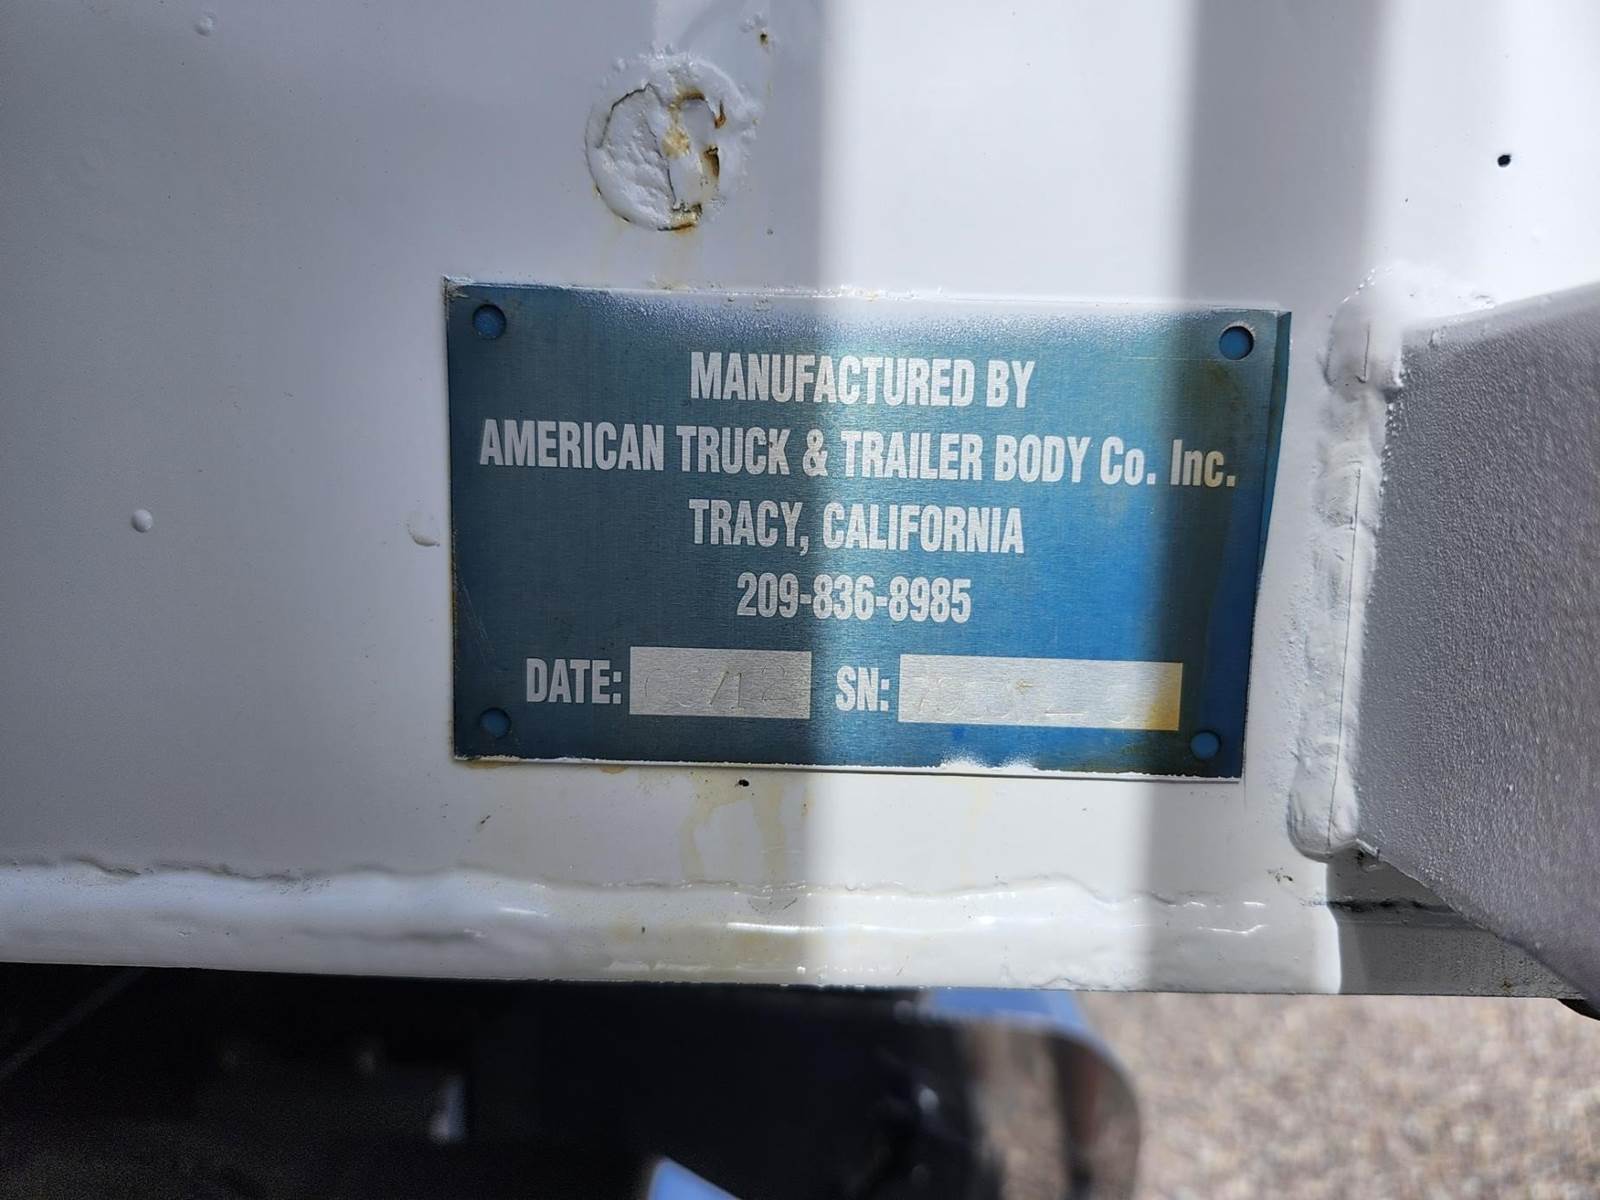 MANUFACTURED BY
AMERICAN TRUCK & TRAILER BODY Co. Inc.
TRACY, CALIFORNIA
209-836-8985
DATE: SN: